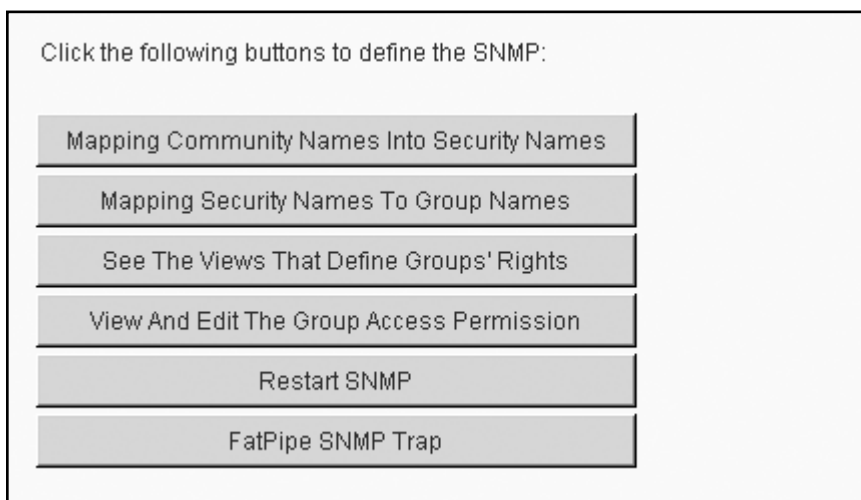 Click the following buttons to define the SNMP:
Mapping Community Names Into Security Names
Mapping Security Names To Group Names
See The Views That Define Groups' Rights
View And Edit The Group Access Permission
Restart SNMP
FatPipe SNMP Trap